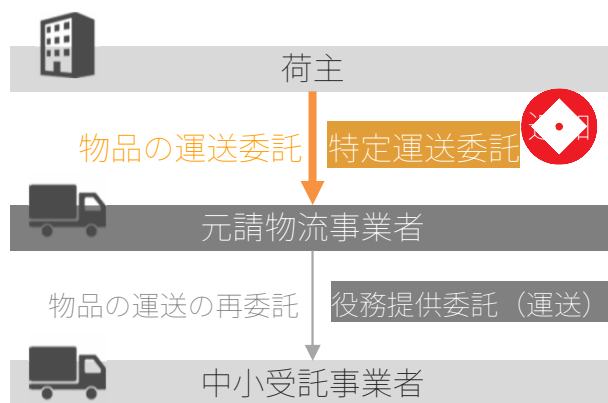 荷主
物品の運送委託 特定運送委託
元請物流事業者
物品の運送の再委託 役務提供委託（運送）
中小受託事業者